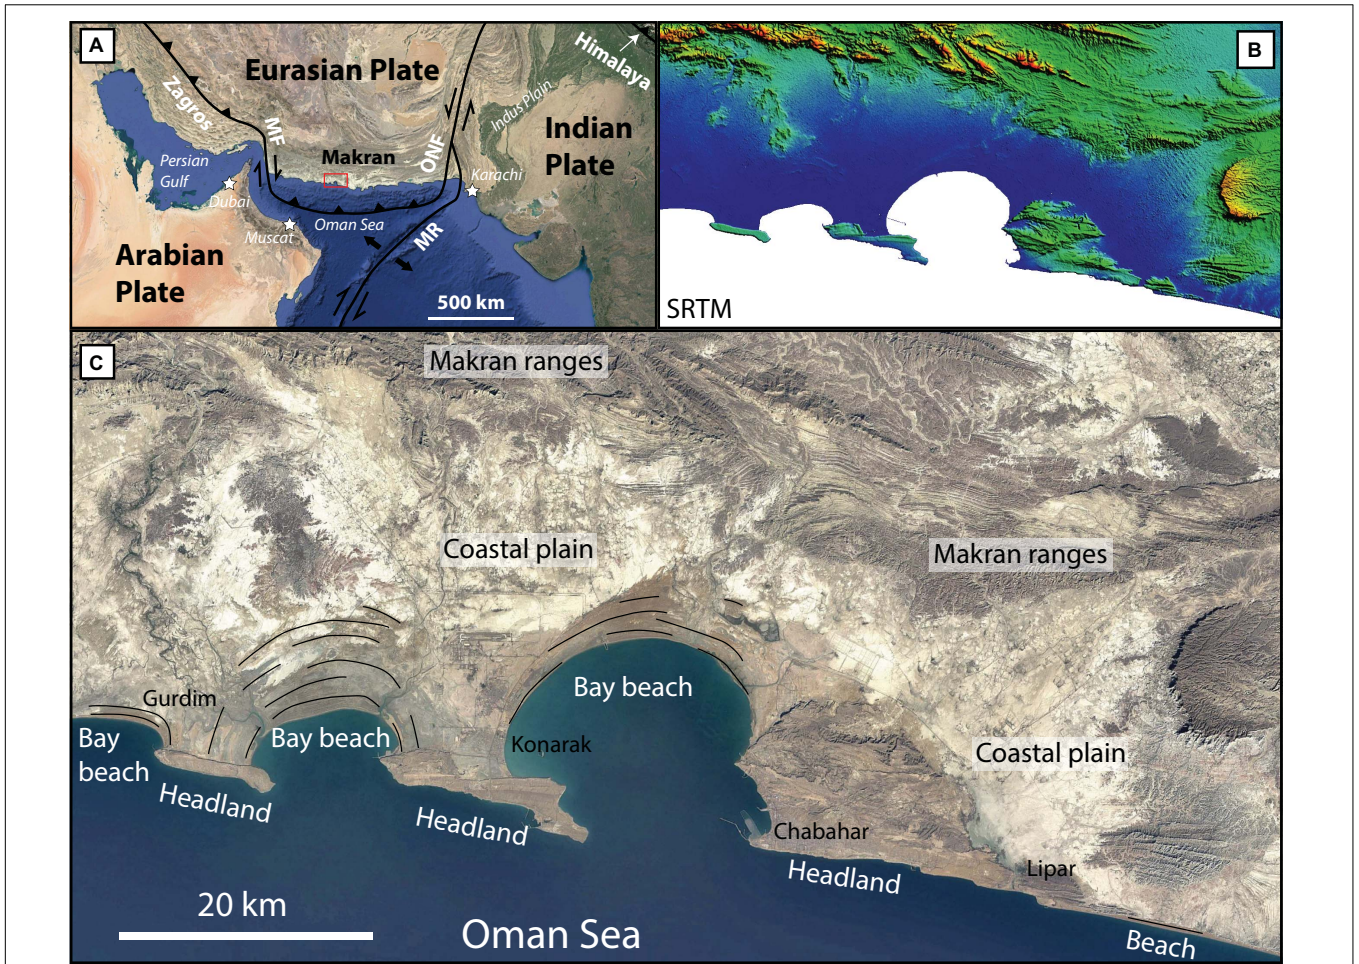 A
Eurasian Plate
Himalaya
Zagros
MF
ONF
Indus Plain
Indian
Plate
Makran
Persian
Gulf
Karachi
Dubai
Muscat
Oman Sea
MR
Arabian
Plate
500 km
B
SRTM
C
Makran ranges
Coastal plain
Makran ranges
Gurdim
Bay beach
Bay
beach
Bay beach
Konarak
Coastal plain
Headland
Headland
Chabahar
Headland
Lipar
20 km
Oman Sea
Beach